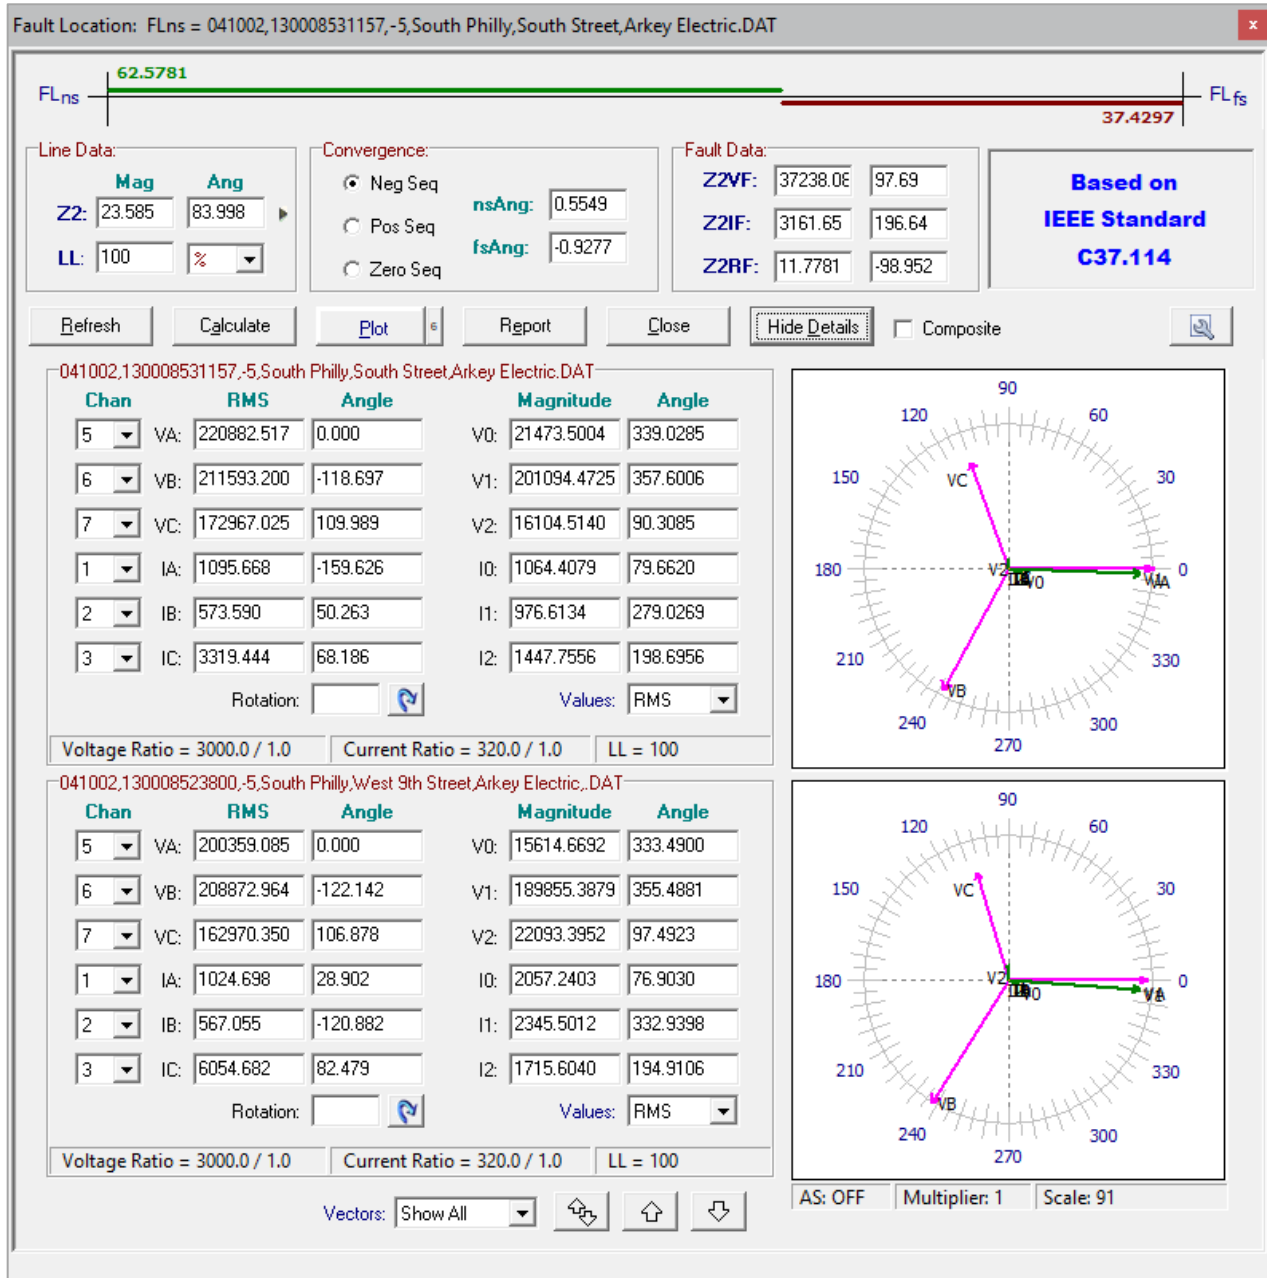 Fault Location:  FLns = 041002,130008531157,-5,South Philly,South Street,Arkey Electric.DAT x
62.5781
FLns FLfs
37.4297
Line Data: Convergence: Fault Data:
Mag Ang
Z2: 23.585 83.998
LL: 100 %
Neg Seq
Pos Seq
Zero Seq
nsAng: 0.5549
fsAng: -0.9277
Z2VF: 37238.08 97.69
Z2IF: 3161.65 196.64
Z2RF: 11.7781 -98.952
Based on
IEEE Standard
C37.114
Refresh Calculate Plot 6 Report Close Hide Details Composite
041002,130008531157,-5,South Philly,South Street,Arkey Electric.DAT
Chan RMS Angle Magnitude Angle
5 VA: 220882.517 0.000 V0: 21473.5004 339.0285
6 VB: 211593.200 -118.697 V1: 201094.4725 357.6006
7 VC: 172967.025 109.989 V2: 16104.5140 90.3085
1 IA: 1095.668 -159.626 I0: 1064.4079 79.6620
2 IB: 573.590 50.263 I1: 976.6134 279.0269
3 IC: 3319.444 68.186 I2: 1447.7556 198.6956
Rotation: Values: RMS
Voltage Ratio = 3000.0 / 1.0 Current Ratio = 320.0 / 1.0 LL = 100
90
120 60
150 VC 30
180 V2 V0 VA 0
210 VB 330
240 300
270
041002,130008523800,-5,South Philly,West 9th Street,Arkey Electric,.DAT
Chan RMS Angle Magnitude Angle
5 VA: 200359.085 0.000 V0: 15614.6692 333.4900
6 VB: 208872.964 -122.142 V1: 189855.3879 355.4881
7 VC: 162970.350 106.878 V2: 22093.3952 97.4923
1 IA: 1024.698 28.902 I0: 2057.2403 76.9030
2 IB: 567.055 -120.882 I1: 2345.5012 332.9398
3 IC: 6054.682 82.479 I2: 1715.6040 194.9106
Rotation: Values: RMS
Voltage Ratio = 3000.0 / 1.0 Current Ratio = 320.0 / 1.0 LL = 100
90
120 60
150 VC 30
180 V2 V0 0
210 VB 330
240 300
270
AS: OFF Multiplier: 1 Scale: 91
Vectors: Show All